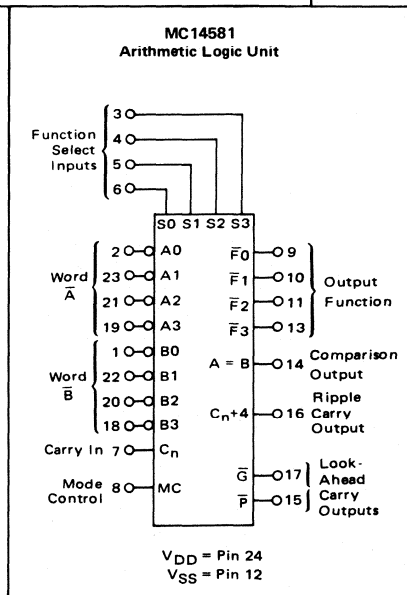 MC14581
Arithmetic Logic Unit
Function
Select
Inputs
3
4
5
6
S0 S1 S2 S3
Word
A̅
2 A0
23 A1
21 A2
19 A3
Word
B̅
1 B0
22 B1
20 B2
18 B3
Carry In 7 Cn
Mode
Control
8 MC
F̅0 9
F̅1 10
F̅2 11
F̅3 13
Output
Function
A = B 14 Comparison
Output
Cn+4 16 Ripple
Carry
Output
G̅ 17
P̅ 15
Look-
Ahead
Carry
Outputs
VDD = Pin 24
VSS = Pin 12